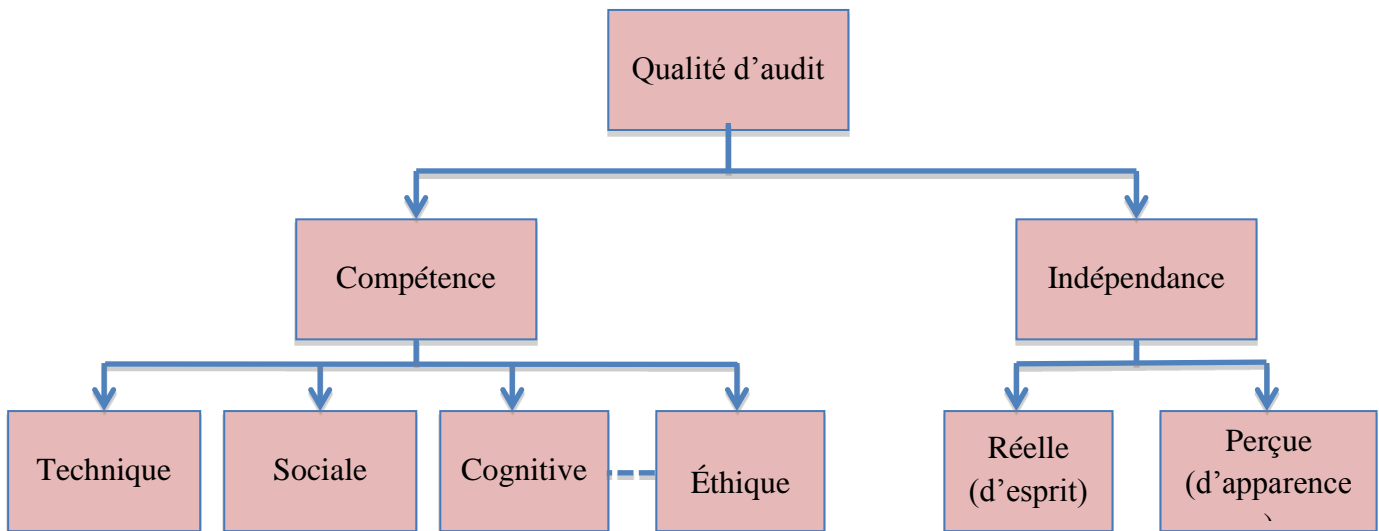 Qualité d’audit
Compétence
Indépendance
Technique
Sociale
Cognitive
Éthique
Réelle
(d’esprit)
Perçue
(d’apparence
)